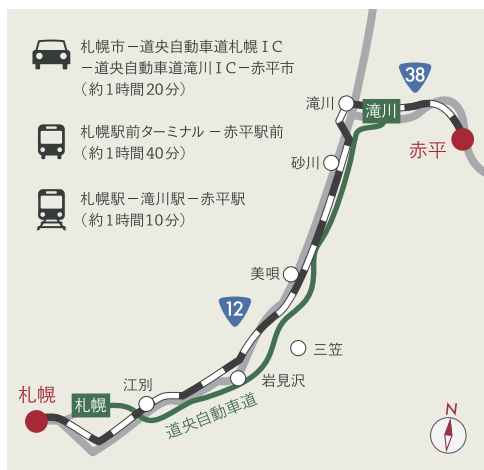 札幌市－道央自動車道札幌IC
－道央自動車道滝川IC－赤平市
（約1時間20分）
札幌駅前ターミナル－赤平駅前
（約1時間40分）
札幌駅－滝川駅－赤平駅
（約1時間10分）
38
滝川
滝川
赤平
砂川
美唄
12
三笠
岩見沢
江別
札幌
札幌
道央自動車道
N